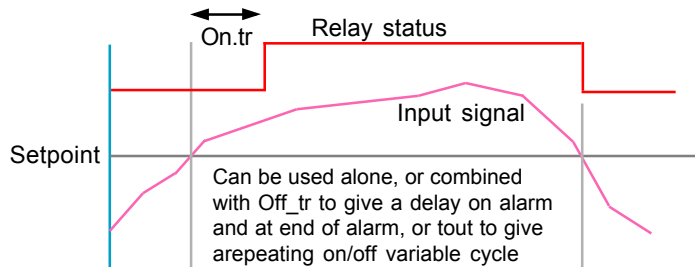 On.tr
Relay status
Input signal
Setpoint
Can be used alone, or combined
with Off_tr to give a delay on alarm
and at end of alarm, or tout to give
arepeating on/off variable cycle